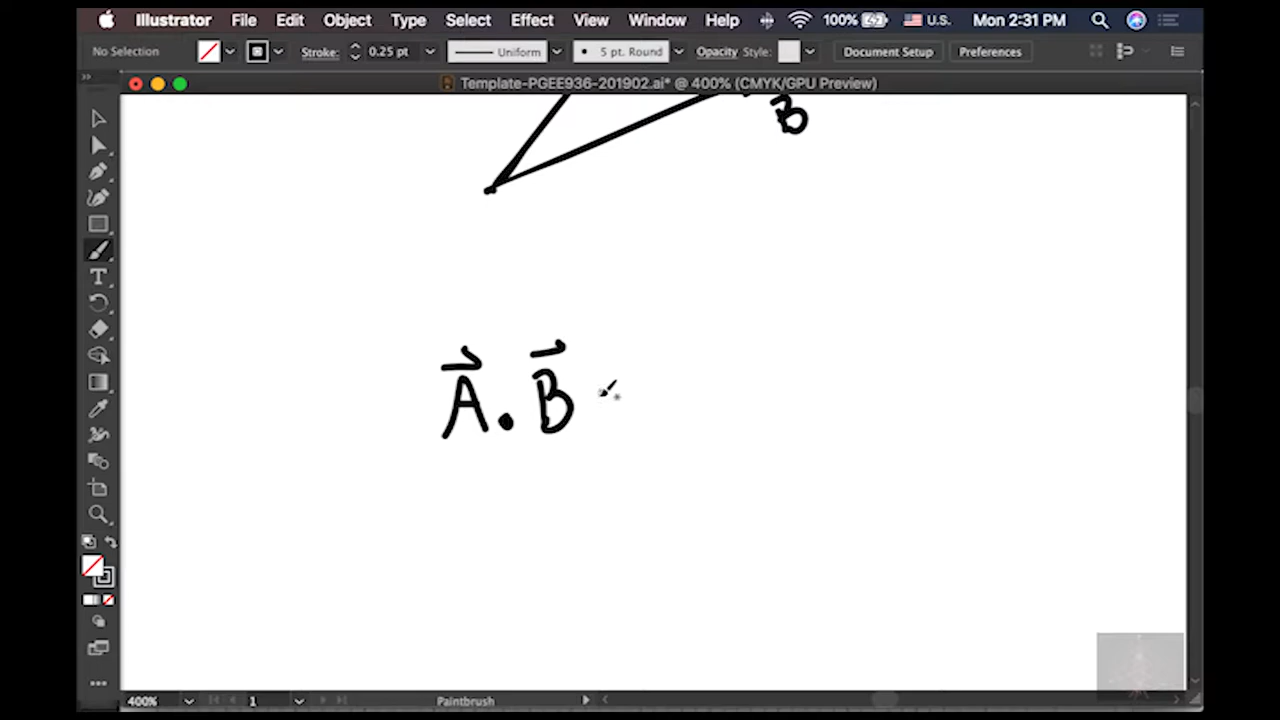 Illustrator File Edit Object Type Select Effect View Window Help 100% U.S. Mon 2:31 PM
No Selection Stroke: 0.25 pt Uniform 5 pt. Round Opacity Style: Document Setup Preferences
Template-PGEE936-201902.ai* @ 400% (CMYK/GPU Preview)
B
A⃗ . B⃗
400% 1 Paintbrush